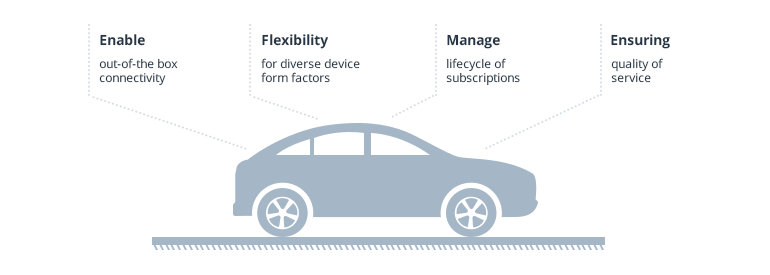 Enable
out-of-the box
connectivity
Flexibility
for diverse device
form factors
Manage
lifecycle of
subscriptions
Ensuring
quality of
service